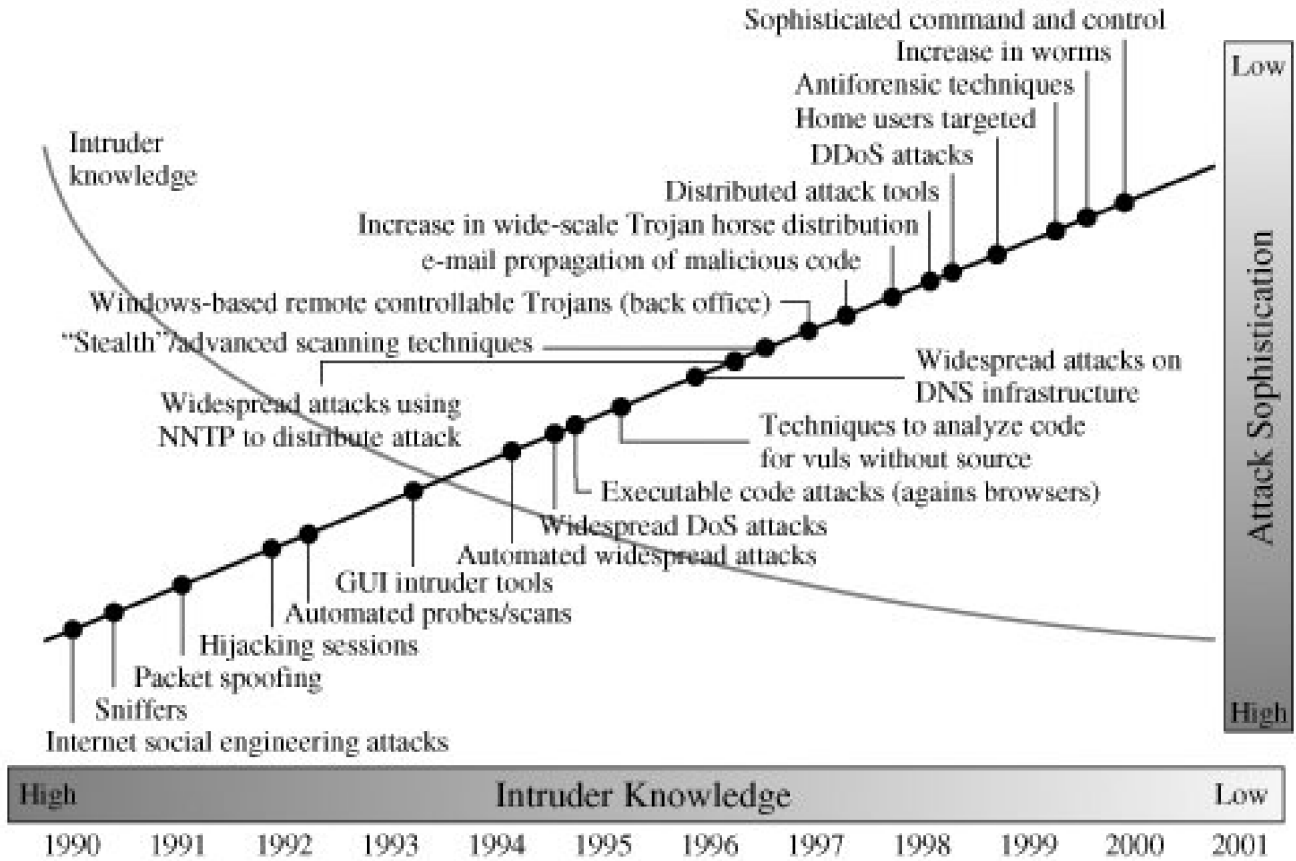 Sophisticated command and control
Increase in worms
Low
Antiforensic techniques
Home users targeted
Intruder
knowledge
DDoS attacks
Distributed attack tools
Increase in wide-scale Trojan horse distribution
e-mail propagation of malicious code
Windows-based remote controllable Trojans (back office)
“Stealth”/advanced scanning techniques
Widespread attacks on
DNS infrastructure
Widespread attacks using
NNTP to distribute attack
Techniques to analyze code
for vuls without source
Executable code attacks (agains browsers)
Widespread DoS attacks
Automated widespread attacks
GUI intruder tools
Automated probes/scans
Hijacking sessions
Packet spoofing
Sniffers
Internet social engineering attacks
Attack Sophistication
High
High Intruder Knowledge Low
1990 1991 1992 1993 1994 1995 1996 1997 1998 1999 2000 2001